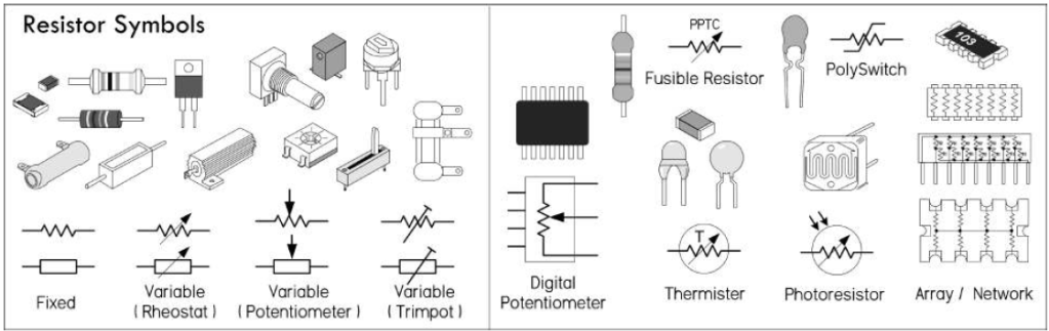 Resistor Symbols
Fixed
Variable
( Rheostat )
Variable
( Potentiometer )
Variable
( Trimpot )
Digital
Potentiometer
PPTC
Fusible Resistor
PolySwitch
103
T
Thermister
Photoresistor
Array / Network